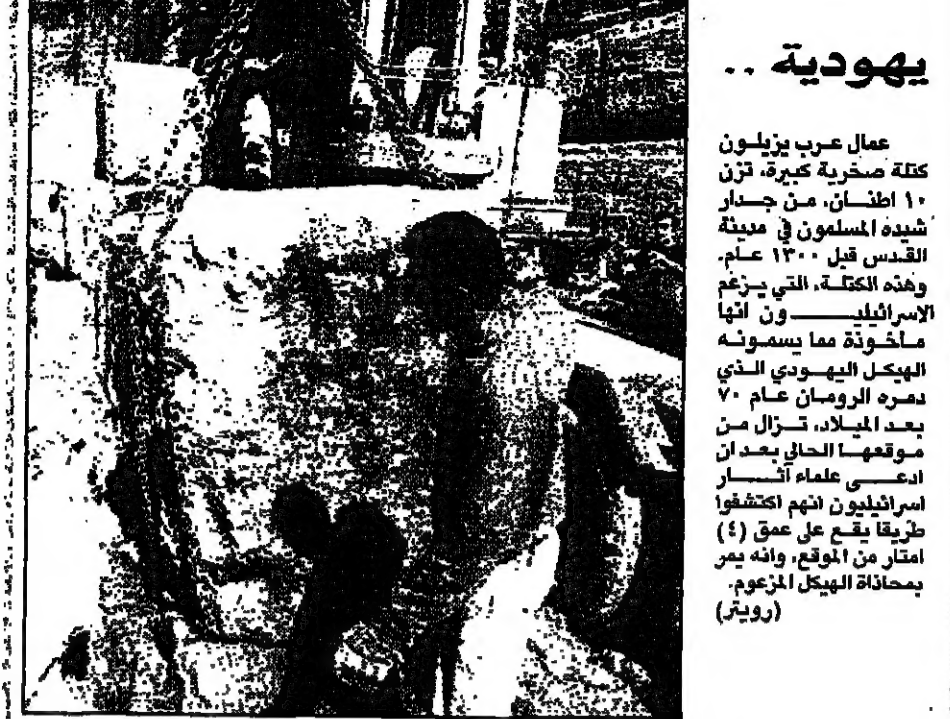 يهودية ..
عمال عرب يزيلون
كتلة صخرية كبيرة، تزن
١٠ اطنان، من جدار
شيده المسلمون في مدينة
القدس قبل ١٣٠٠ عام.
وهذه الكتلة، التي يزعم
الإسرائيليون انها
مأخوذة مما يسمونه
الهيكل اليهودي الذي
دمره الرومان عام ٧٠
بعد الميلاد، تزال من
موقعها الحالي بعد ان
ادعى علماء آثار
اسرائيليون انهم اكتشفوا
طريقا يقع على عمق (٤)
امتار من الموقع، وانه يمر
بمحاذاة الهيكل المزعوم.
(رويتر)